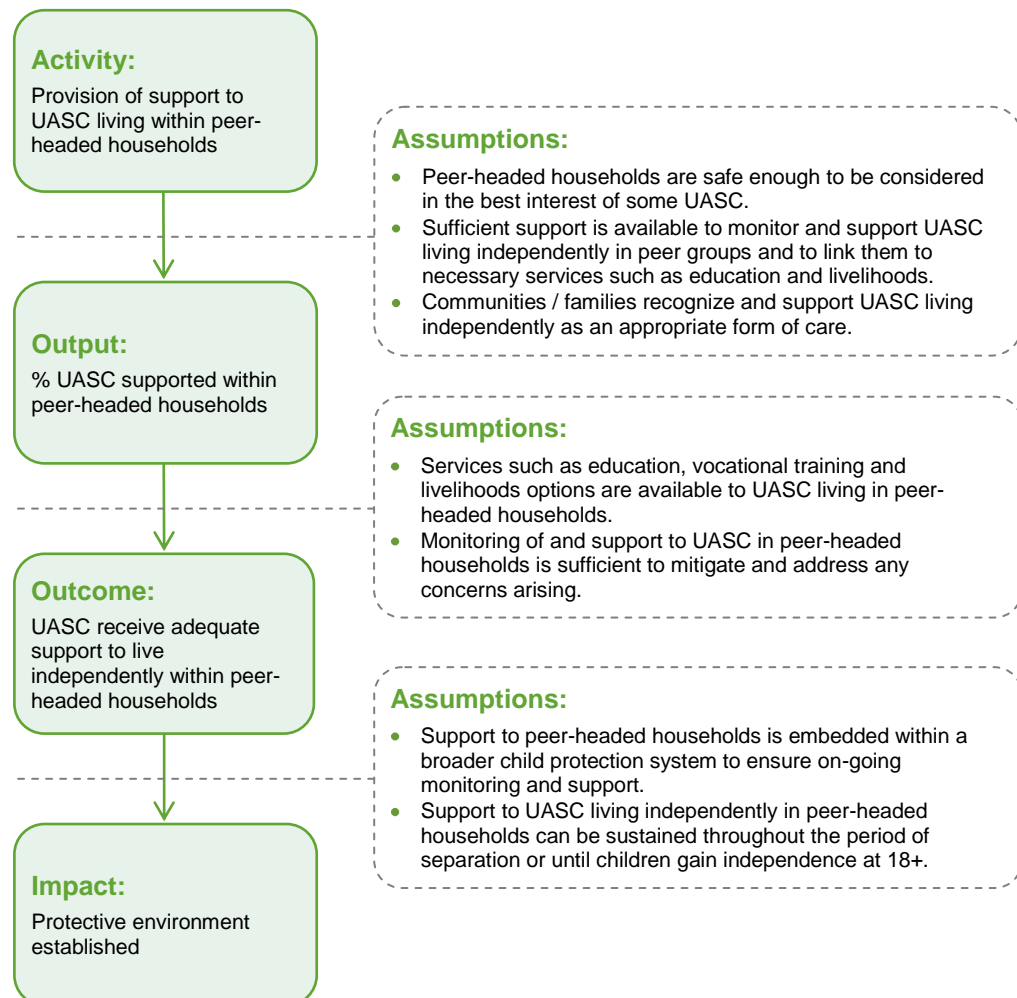 Activity:
Provision of support to
UASC living within peer-
headed households
Assumptions:
• Peer-headed households are safe enough to be considered
in the best interest of some UASC.
• Sufficient support is available to monitor and support UASC
living independently in peer groups and to link them to
necessary services such as education and livelihoods.
• Communities / families recognize and support UASC living
independently as an appropriate form of care.
Output:
% UASC supported within
peer-headed households
Assumptions:
• Services such as education, vocational training and
livelihoods options are available to UASC living in peer-
headed households.
• Monitoring of and support to UASC in peer-headed
households is sufficient to mitigate and address any
concerns arising.
Outcome:
UASC receive adequate
support to live
independently within peer-
headed households
Assumptions:
• Support to peer-headed households is embedded within a
broader child protection system to ensure on-going
monitoring and support.
• Support to UASC living independently in peer-headed
households can be sustained throughout the period of
separation or until children gain independence at 18+.
Impact:
Protective environment
established